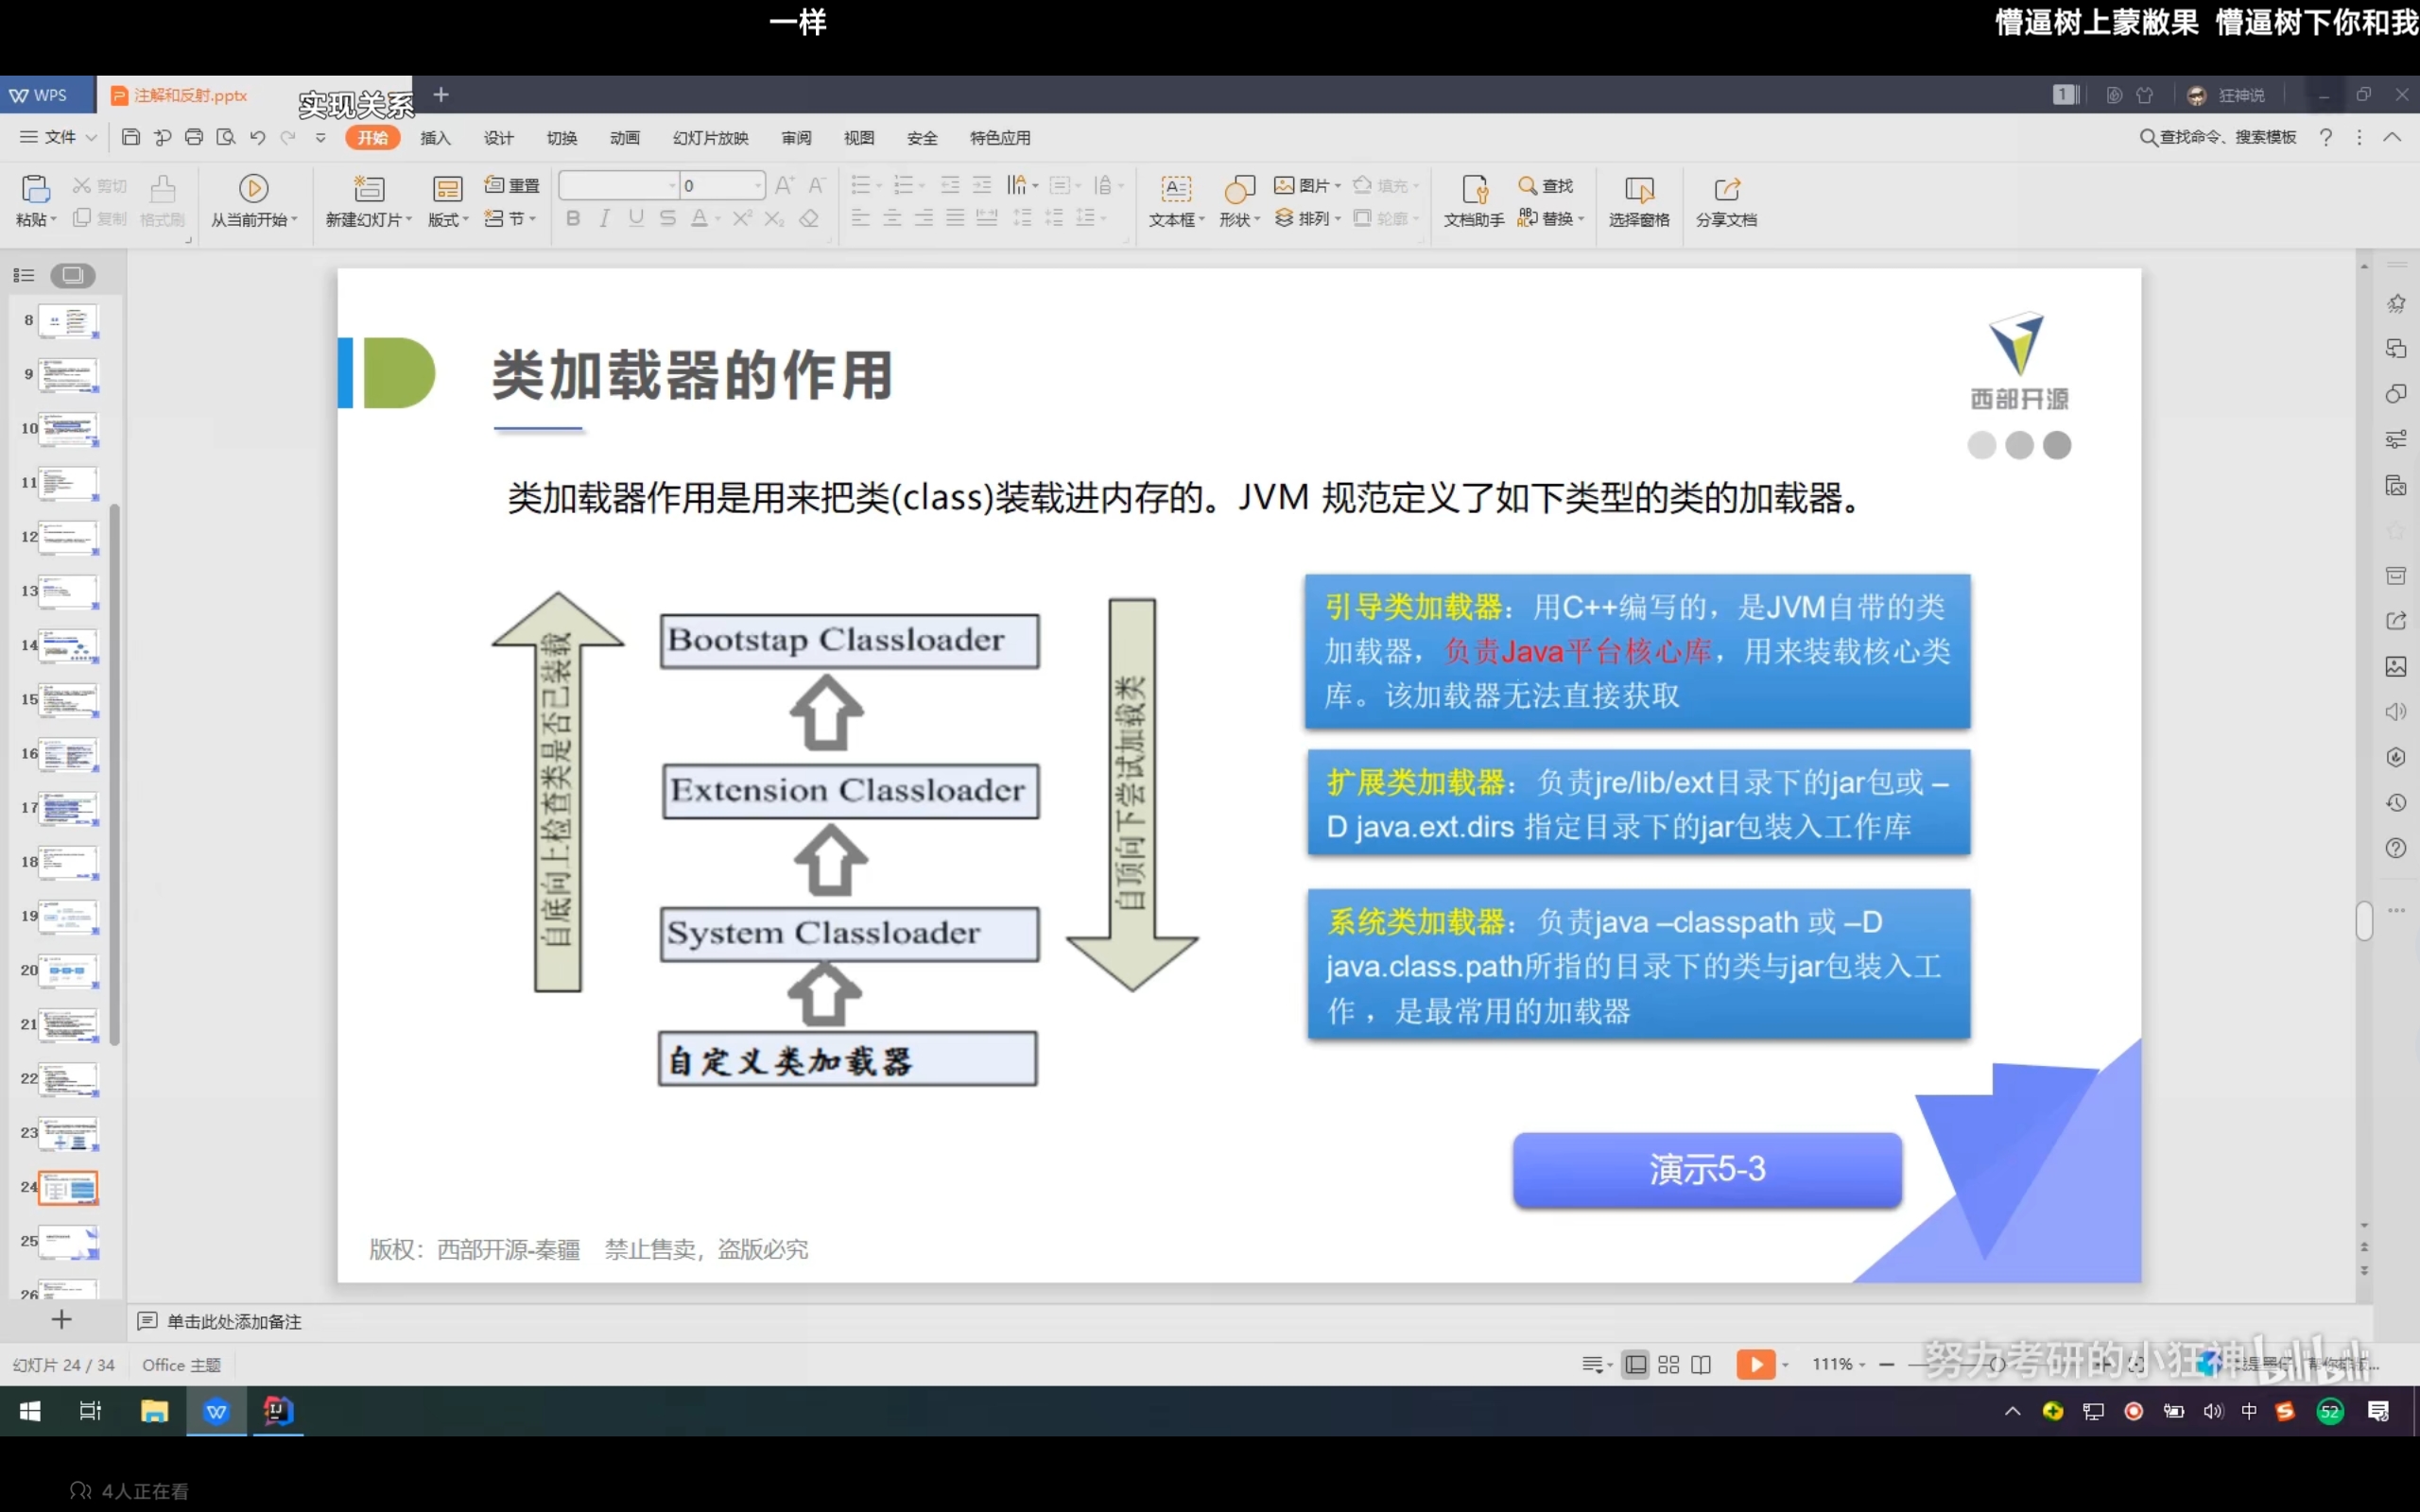 一样
懵逼树上蒙敝果 懵逼树下你和我
WPS
注解和反射.pptx
实现关系
1
狂神说
文件
开始
插入
设计
切换
动画
幻灯片放映
审阅
视图
安全
特色应用
查找命令、搜索模板
粘贴
剪切
复制
格式刷
从当前开始
新建幻灯片
版式
重置
节
0
文本框
形状
图片
排列
填充
轮廓
文档助手
查找
替换
选择窗格
分享文档
8
9
10
11
12
13
14
15
16
17
18
19
20
21
22
23
24
25
26
类加载器的作用
西部开源
类加载器作用是用来把类(class)装载进内存的。JVM 规范定义了如下类型的类的加载器。
自底向上检查类是否已装载
Bootstap Classloader
Extension Classloader
System Classloader
自定义类加载器
自顶向下尝试加载类
引导类加载器：用C++编写的，是JVM自带的类
加载器，负责Java平台核心库，用来装载核心类
库。该加载器无法直接获取
扩展类加载器：负责jre/lib/ext目录下的jar包或 –
D java.ext.dirs 指定目录下的jar包装入工作库
系统类加载器：负责java –classpath 或 –D
java.class.path所指的目录下的类与jar包装入工
作 ，是最常用的加载器
演示5-3
版权：西部开源-秦疆 禁止售卖，盗版必究
单击此处添加备注
幻灯片 24 / 34
Office 主题
111%
努力考研的小狂神
bilibili
中
52
4人正在看